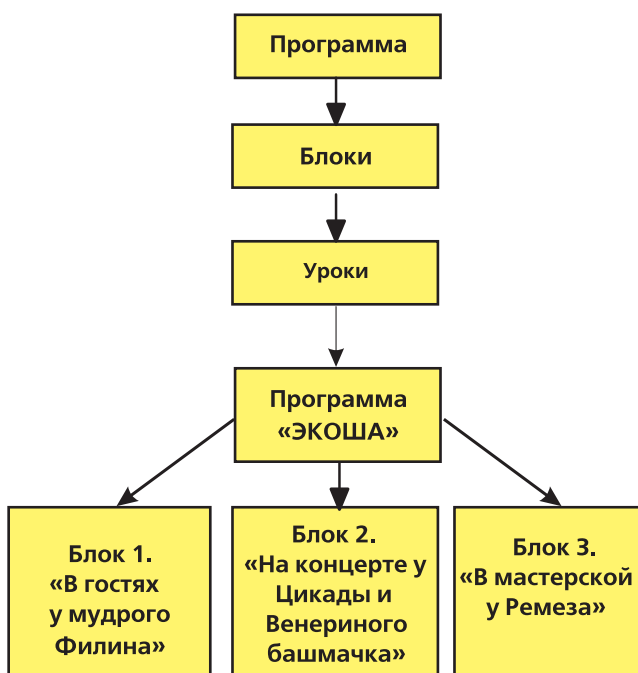 Программа
Блоки
Уроки
Программа
«ЭКОША»
Блок 1.
«В гостях
у мудрого
Филина»
Блок 2.
«На концерте у
Цикады и
Венериного
башмачка»
Блок 3.
«В мастерской
у Ремеза»